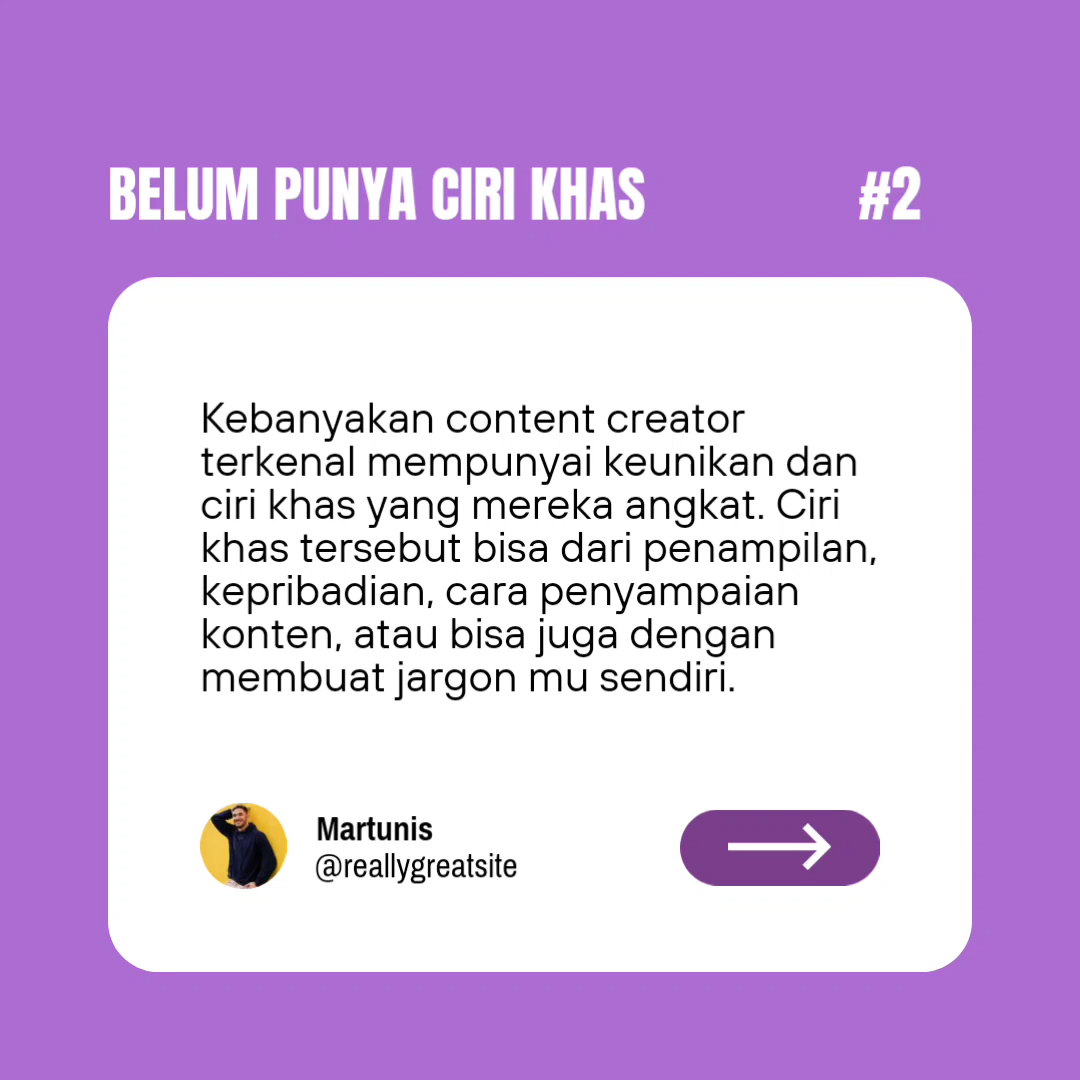 BELUM PUNYA CIRI KHAS #2
Kebanyakan content creator
terkenal mempunyai keunikan dan
ciri khas yang mereka angkat. Ciri
khas tersebut bisa dari penampilan,
kepribadian, cara penyampaian
konten, atau bisa juga dengan
membuat jargon mu sendiri.
Martunis
@reallygreatsite